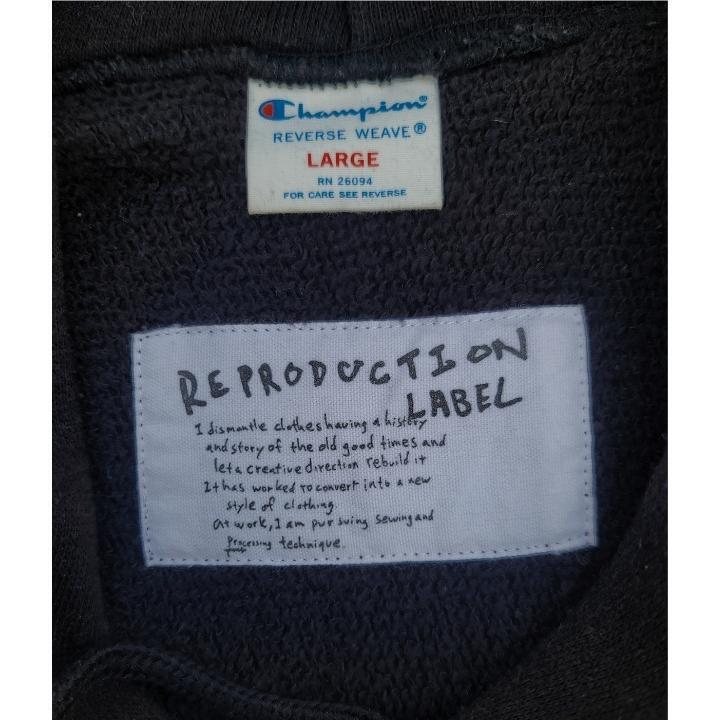 Champion®
REVERSE WEAVE®
LARGE
RN 26094
FOR CARE SEE REVERSE
REPRODUCTION
LABEL
I dismantle clothes having a history
and story of the old good times and
let a creative direction rebuild it
It has worked to convert into a new
style of clothing.
at work, I am pursuing sewing and
Processing technique.